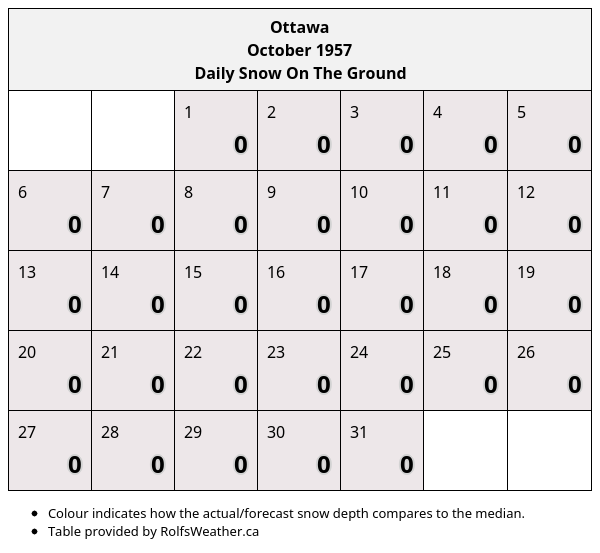 Ottawa
October 1957
Daily Snow On The Ground
1 2 3 4 5
0 0 0 0 0
6 7 8 9 10 11 12
0 0 0 0 0 0 0
13 14 15 16 17 18 19
0 0 0 0 0 0 0
20 21 22 23 24 25 26
0 0 0 0 0 0 0
27 28 29 30 31
0 0 0 0 0
• Colour indicates how the actual/forecast snow depth compares to the median.
• Table provided by RolfsWeather.ca